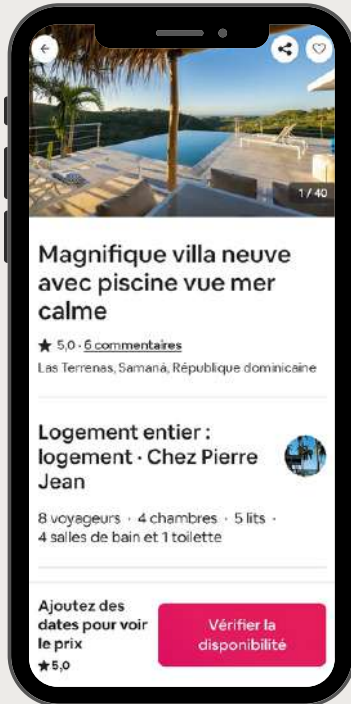 1 / 40
Magnifique villa neuve
avec piscine vue mer
calme
★ 5,0 · 6 commentaires
Las Terrenas, Samaná, République dominicaine
Logement entier :
logement · Chez Pierre
Jean
8 voyageurs · 4 chambres · 5 lits ·
4 salles de bain et 1 toilette
Ajoutez des
dates pour voir
le prix
★5,0
Vérifier la
disponibilité